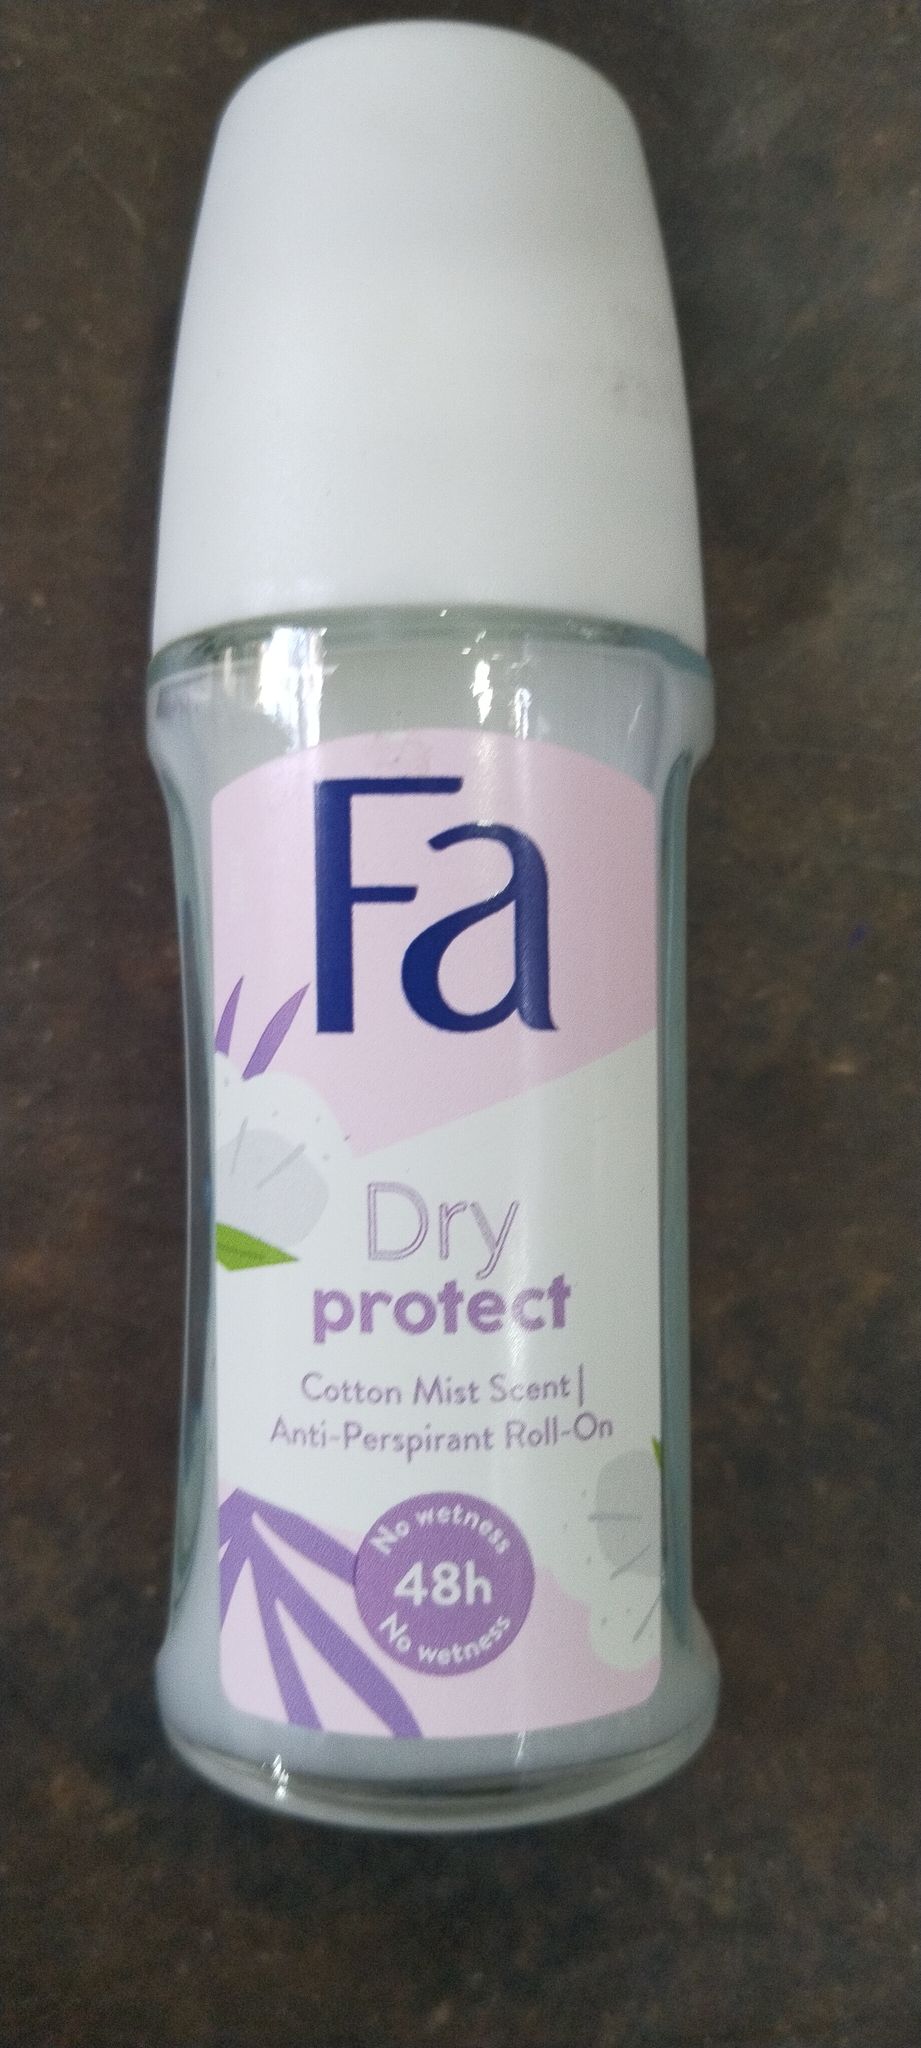 Fa
Dry
protect
Cotton Mist Scent|
Anti-Perspirant Roll-On
No wetness
48h
No wetness